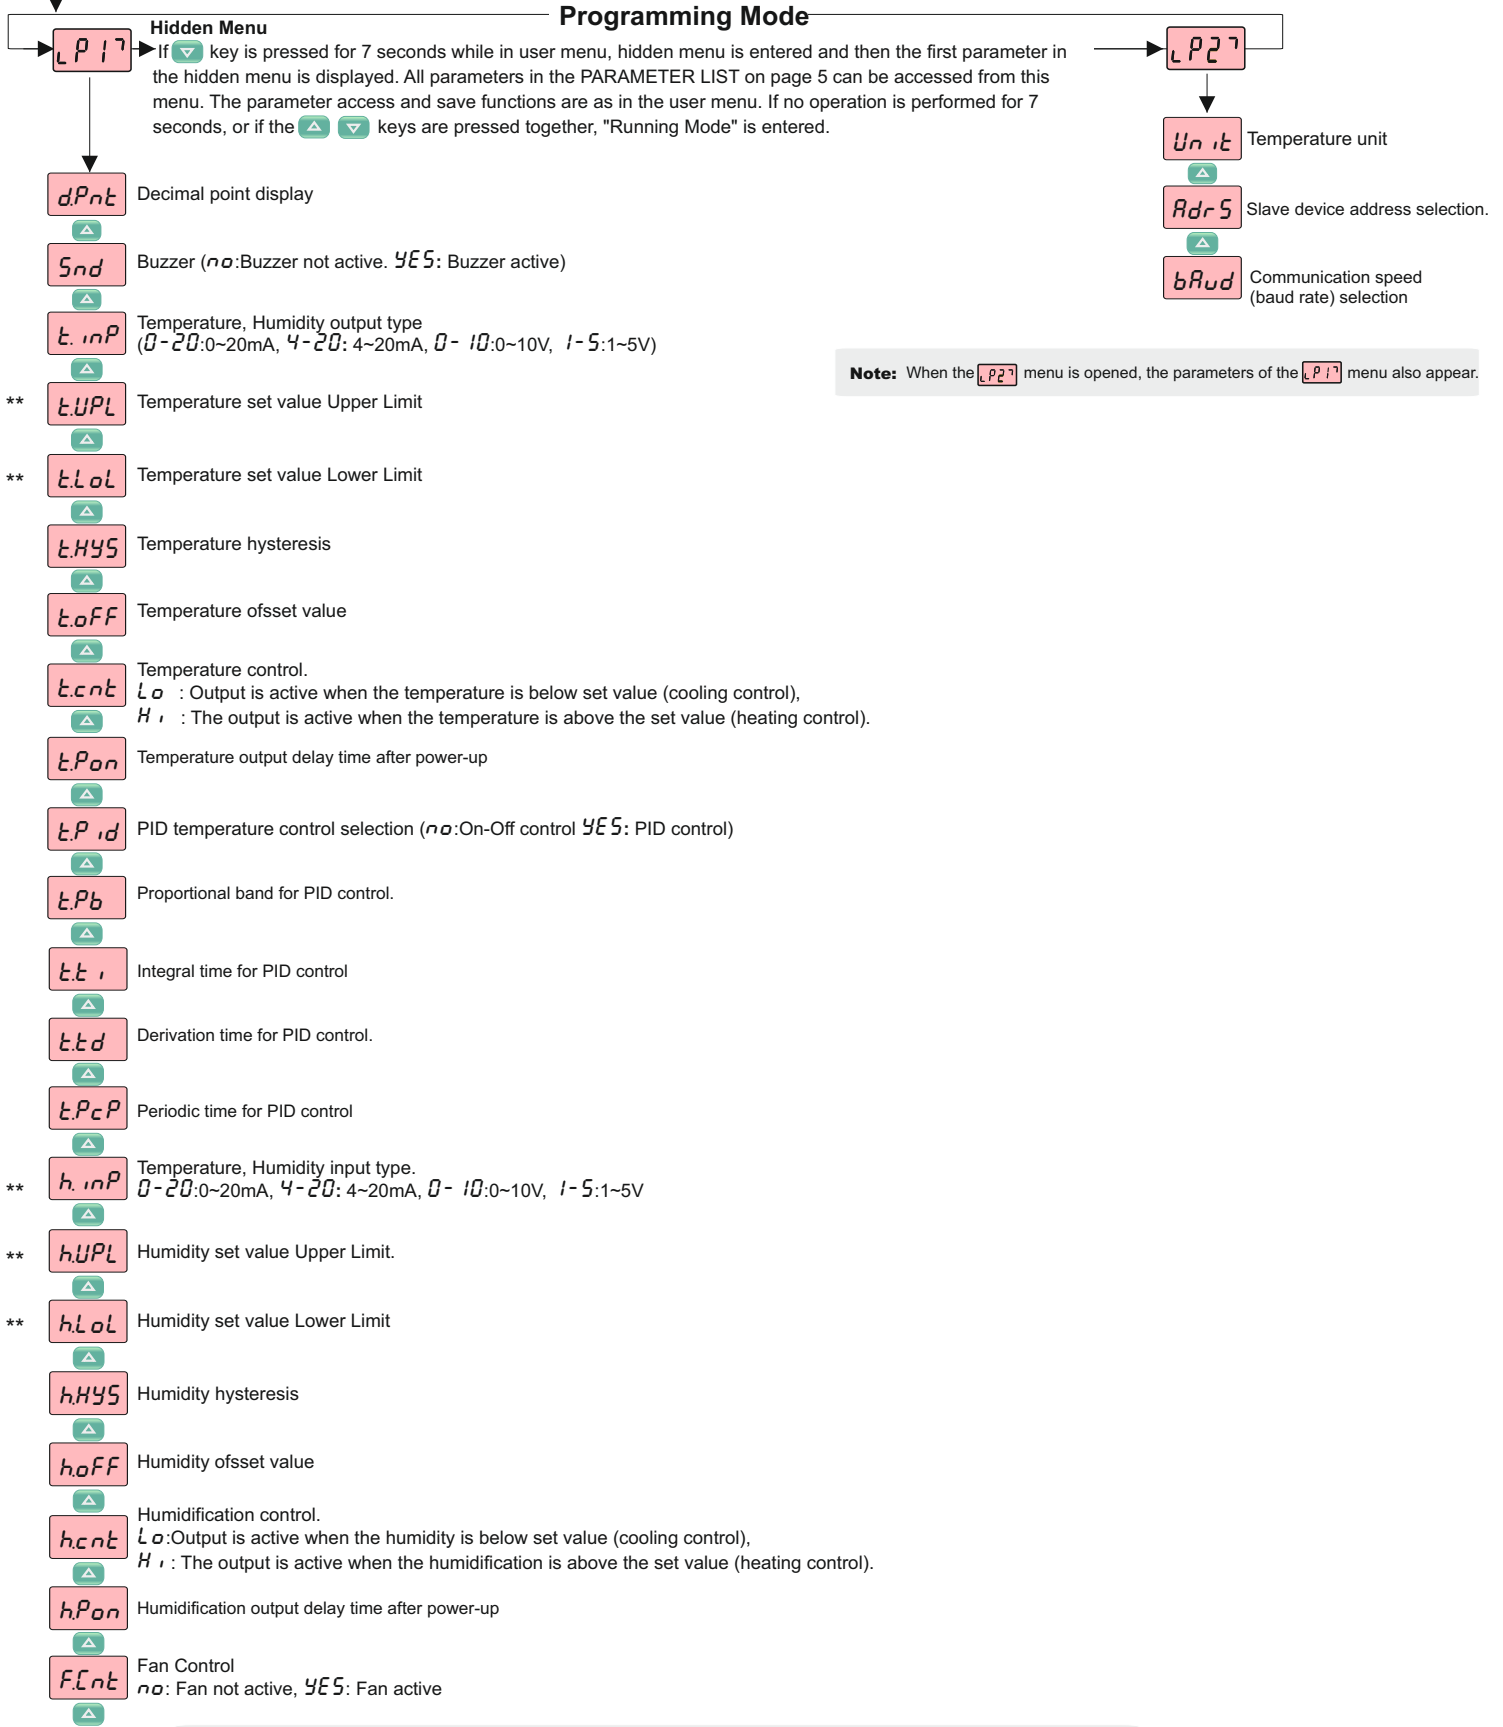 Programming Mode
LP17
Hidden Menu
If key is pressed for 7 seconds while in user menu, hidden menu is entered and then the first parameter in
the hidden menu is displayed. All parameters in the PARAMETER LIST on page 5 can be accessed from this
menu. The parameter access and save functions are as in the user menu. If no operation is performed for 7
seconds, or if the keys are pressed together, "Running Mode" is entered.
d.Pnt Decimal point display
Snd Buzzer (no:Buzzer not active. YES: Buzzer active)
t.inP Temperature, Humidity output type
(0-20:0~20mA, 4-20: 4~20mA, 0-10:0~10V, 1-5:1~5V)
** t.UPL Temperature set value Upper Limit
** t.LoL Temperature set value Lower Limit
t.HYS Temperature hysteresis
t.oFF Temperature ofsset value
t.cnt Temperature control.
Lo : Output is active when the temperature is below set value (cooling control),
Hi : The output is active when the temperature is above the set value (heating control).
t.Pon Temperature output delay time after power-up
t.Pid PID temperature control selection (no:On-Off control YES: PID control)
t.Pb Proportional band for PID control.
t.ti Integral time for PID control
t.td Derivation time for PID control.
t.PcP Periodic time for PID control
** h.inP Temperature, Humidity input type.
0-20:0~20mA, 4-20: 4~20mA, 0-10:0~10V, 1-5:1~5V
** h.UPL Humidity set value Upper Limit.
** h.LoL Humidity set value Lower Limit
h.HYS Humidity hysteresis
h.oFF Humidity ofsset value
h.cnt Humidification control.
Lo:Output is active when the humidity is below set value (cooling control),
Hi : The output is active when the humidification is above the set value (heating control).
h.Pon Humidification output delay time after power-up
F.Cnt Fan Control
no: Fan not active, YES: Fan active
LP27
Unit Temperature unit
AdrS Slave device address selection.
bAud Communication speed
(baud rate) selection
Note: When the LP27 menu is opened, the parameters of the LP17 menu also appear.